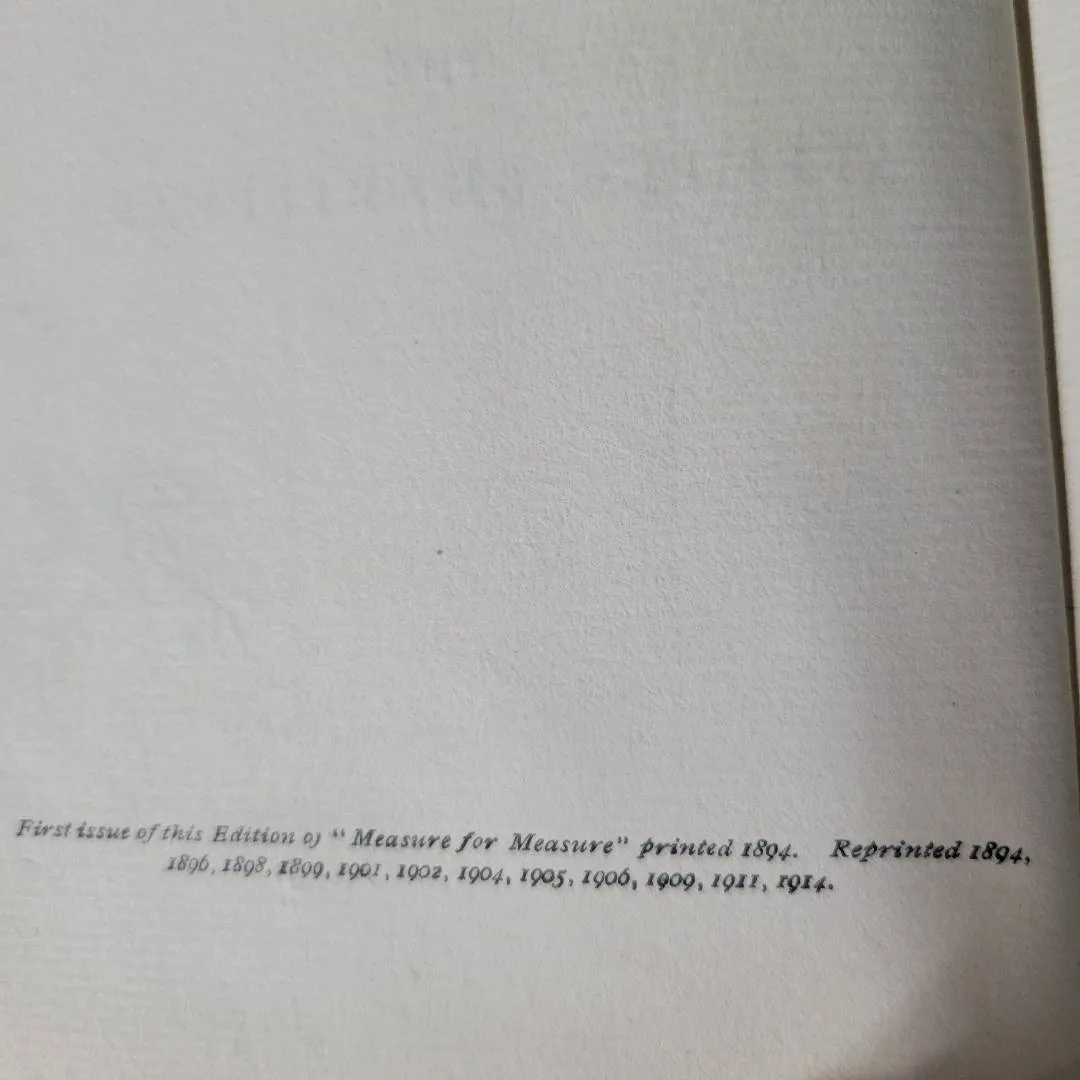 First issue of this Edition of “ Measure for Measure” printed 1894. Reprinted 1894,
1896, 1898, 1899, 1901, 1902, 1904, 1905, 1906, 1909, 1911, 1914.